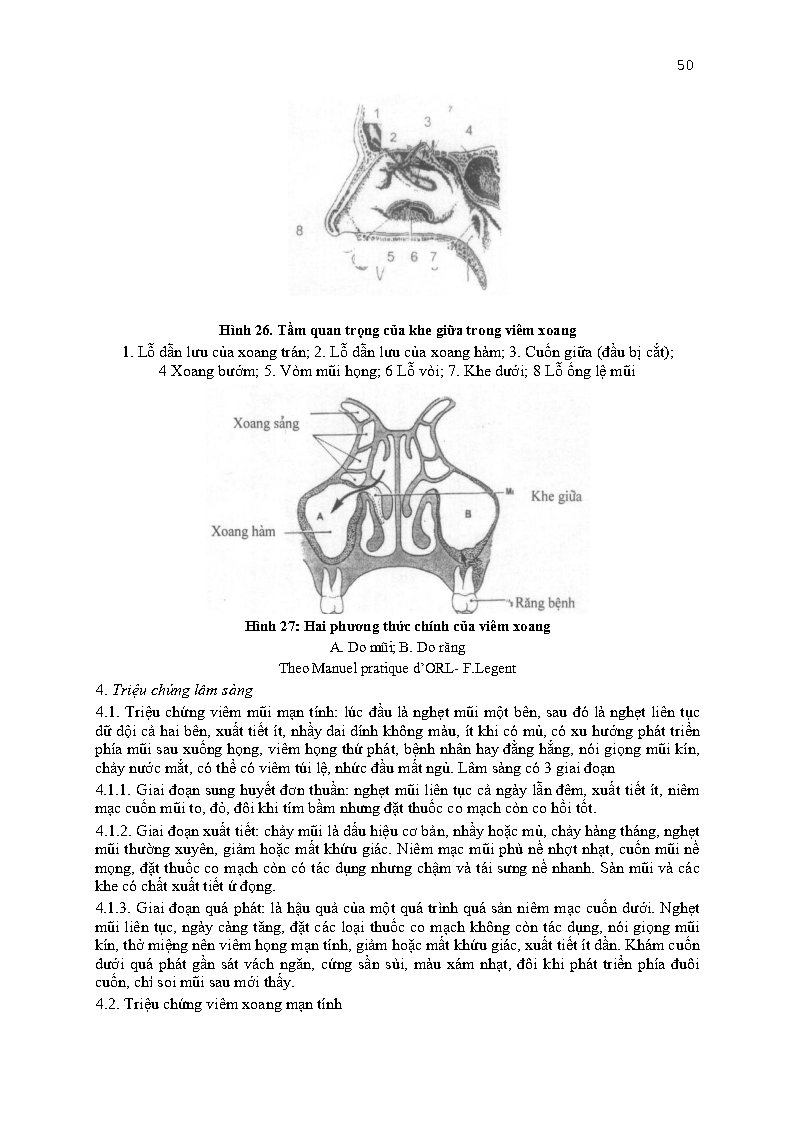 50
1
2
3
4
8
5 6 7
Hình 26. Tầm quan trọng của khe giữa trong viêm xoang
1. Lỗ dẫn lưu của xoang trán; 2. Lỗ dẫn lưu của xoang hàm; 3. Cuốn giữa (đầu bị cắt);
4 Xoang bướm; 5. Vòm mũi họng; 6 Lỗ vòi; 7. Khe dưới; 8 Lỗ ống lệ mũi
Xoang sảng
Khe giữa
A
B
Xoang hàm
Răng bệnh
Hình 27: Hai phương thức chính của viêm xoang
A. Do mũi; B. Do răng
Theo Manuel pratique d’ORL- F.Legent
4. Triệu chứng lâm sàng
4.1. Triệu chứng viêm mũi mạn tính: lúc đầu là nghẹt mũi một bên, sau đó là nghẹt liên tục
dữ dội cả hai bên, xuất tiết ít, nhầy dai dính không màu, ít khi có mủ, có xu hướng phát triển
phía mũi sau xuống họng, viêm họng thứ phát, bệnh nhân hay đằng hắng, nói giọng mũi kín,
chảy nước mắt, có thể có viêm túi lệ, nhức đầu mất ngủ. Lâm sàng có 3 giai đoạn
4.1.1. Giai đoạn sung huyết đơn thuần: nghẹt mũi liên tục cả ngày lẫn đêm, xuất tiết ít, niêm
mạc cuốn mũi to, đỏ, đôi khi tím bầm nhưng đặt thuốc co mạch còn co hồi tốt.
4.1.2. Giai đoạn xuất tiết: chảy mũi là dấu hiệu cơ bản, nhầy hoặc mủ, chảy hàng tháng, nghẹt
mũi thường xuyên, giảm hoặc mất khứu giác. Niêm mạc mũi phù nề nhợt nhạt, cuốn mũi nề
mọng, đặt thuốc co mạch còn có tác dụng nhưng chậm và tái sưng nề nhanh. Sàn mũi và các
khe có chất xuất tiết ứ đọng.
4.1.3. Giai đoạn quá phát: là hậu quả của một quá trình quá sản niêm mạc cuốn dưới. Nghẹt
mũi liên tục, ngày càng tăng, đặt các loại thuốc co mạch không còn tác dụng, nói giọng mũi
kín, thở miệng nên viêm họng mạn tính, giảm hoặc mất khứu giác, xuất tiết ít dần. Khám cuốn
dưới quá phát gần sát vách ngăn, cứng sần sùi, màu xám nhạt, đôi khi phát triển phía đuôi
cuốn, chỉ soi mũi sau mới thấy.
4.2. Triệu chứng viêm xoang mạn tính